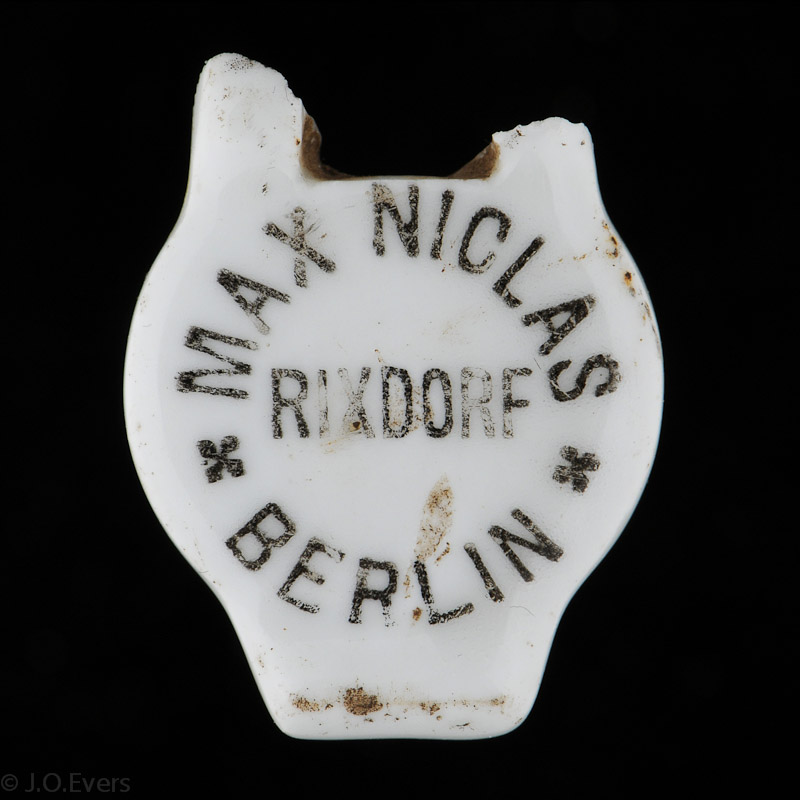 MAX NICLAS
RIXDORF
* BERLIN *
© J.O.Evers